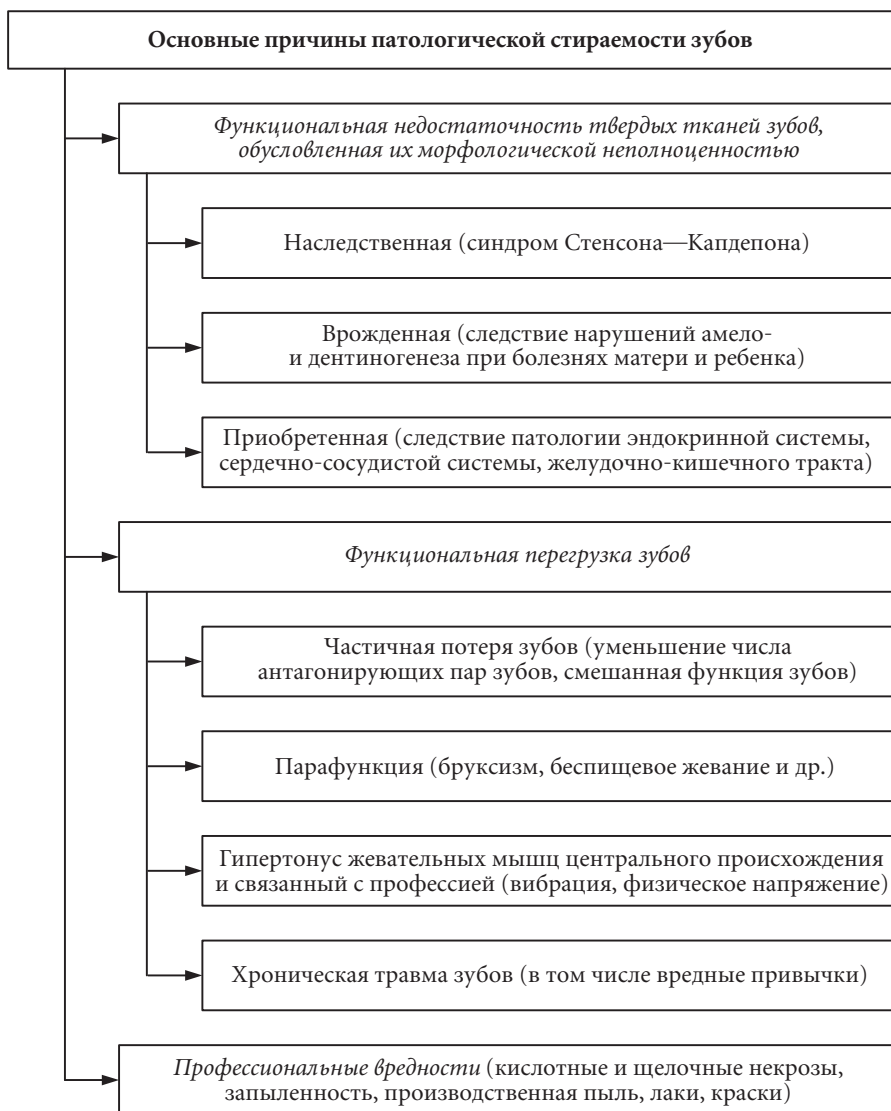 Основные причины патологической стираемости зубов
Функциональная недостаточность твердых тканей зубов,
обусловленная их морфологической неполноценностью
Наследственная (синдром Стенсона—Капдепона)
Врожденная (следствие нарушений амело-
и дентиногенеза при болезнях матери и ребенка)
Приобретенная (следствие патологии эндокринной системы,
сердечно-сосудистой системы, желудочно-кишечного тракта)
Функциональная перегрузка зубов
Частичная потеря зубов (уменьшение числа
антагонирующих пар зубов, смешанная функция зубов)
Парафункция (бруксизм, беспищевое жевание и др.)
Гипертонус жевательных мышц центрального происхождения
и связанный с профессией (вибрация, физическое напряжение)
Хроническая травма зубов (в том числе вредные привычки)
Профессиональные вредности (кислотные и щелочные некрозы,
запыленность, производственная пыль, лаки, краски)